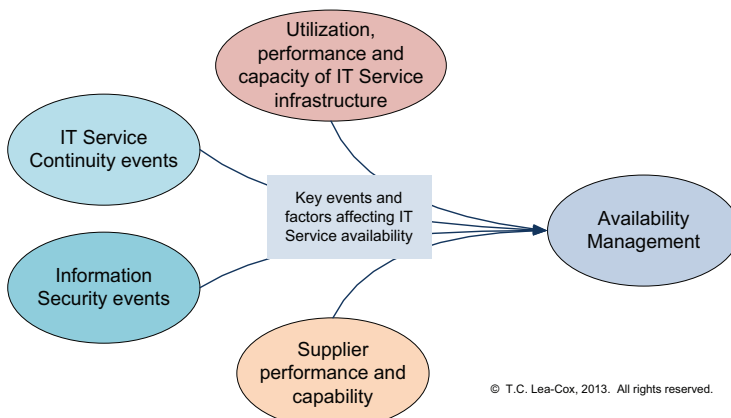 Utilization,
performance and
capacity of IT Service
infrastructure
IT Service
Continuity events
Key events and
factors affecting IT
Service availability
Availability
Management
Information
Security events
Supplier
performance and
capability
© T.C. Lea-Cox, 2013. All rights reserved.